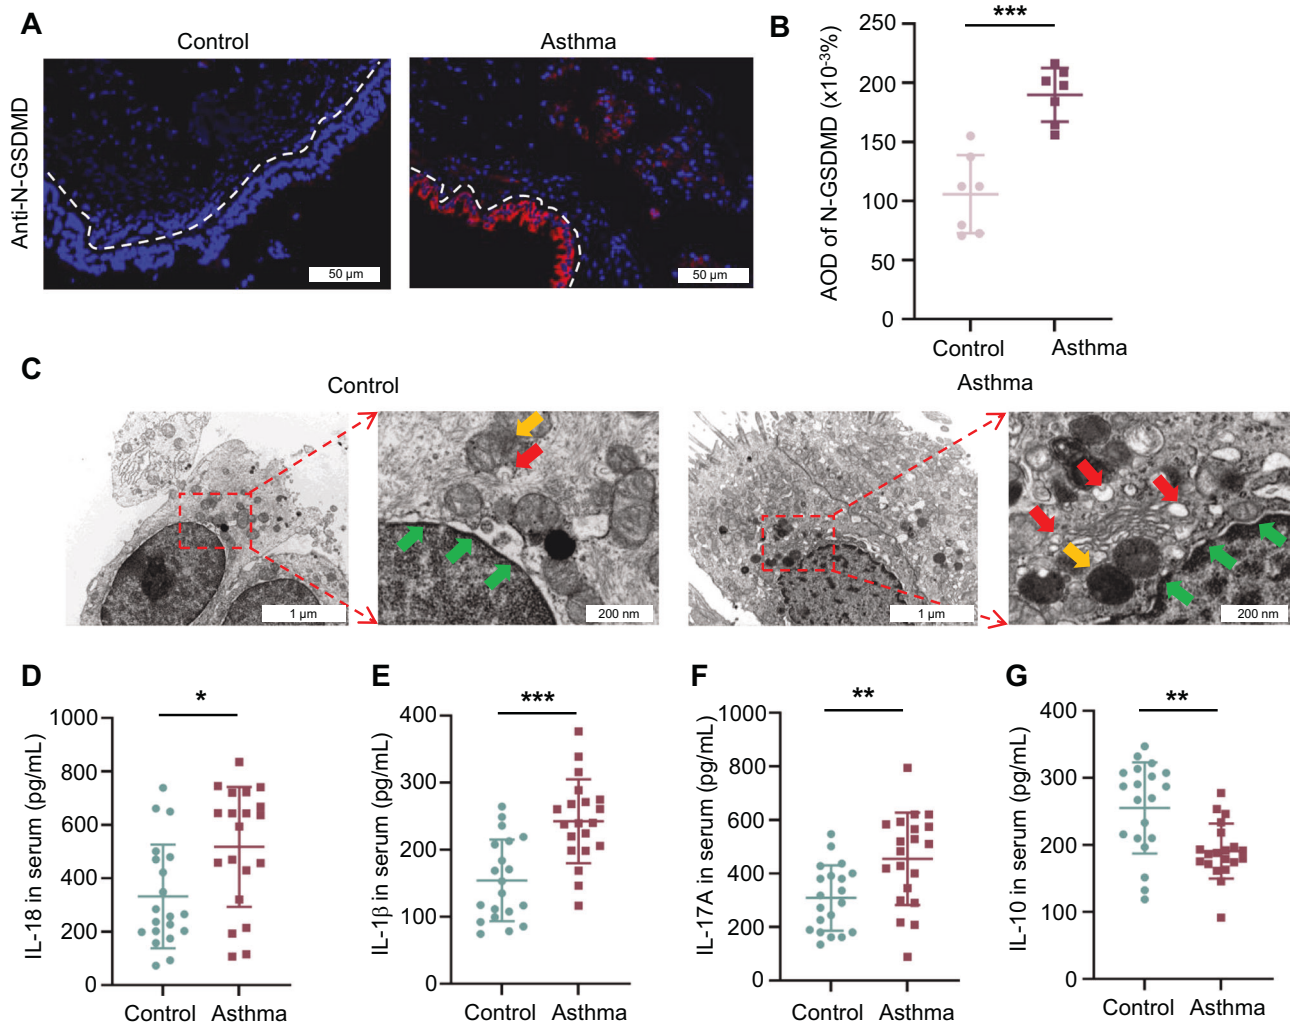 A
Control
Asthma
Anti-N-GSDMD
50 µm
50 µm
B
***
AOD of N-GSDMD (x10⁻³%)
250
200
150
100
50
0
Control
Asthma
C
Control
Asthma
1 µm
200 nm
1 µm
200 nm
D
*
IL-18 in serum (pg/mL)
1000
800
600
400
200
0
Control
Asthma
E
***
IL-1β in serum (pg/mL)
400
300
200
100
0
Control
Asthma
F
**
IL-17A in serum (pg/mL)
1000
800
600
400
200
0
Control
Asthma
G
**
IL-10 in serum (pg/mL)
400
300
200
100
0
Control
Asthma